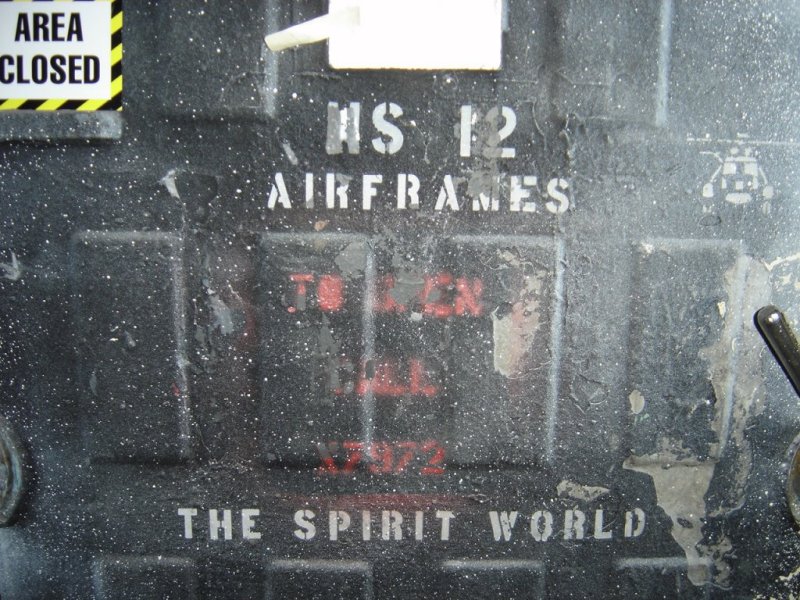 AREA
CLOSED
HS 12
AIRFRAMES
CALL
X7972
THE SPIRIT WORLD